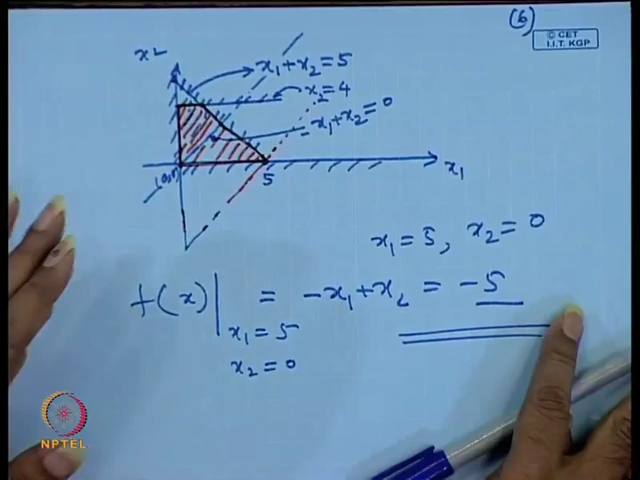 (6)
© CET
I.I.T. KGP
x2
x₁+x₂=5
x₂=4
-x₁+x₂=0
(0,0)
5
x₁
x₁=5, x₂=0
f(x)| = -x₁+x₂ = -5
x₁=5
x₂=0
NPTEL